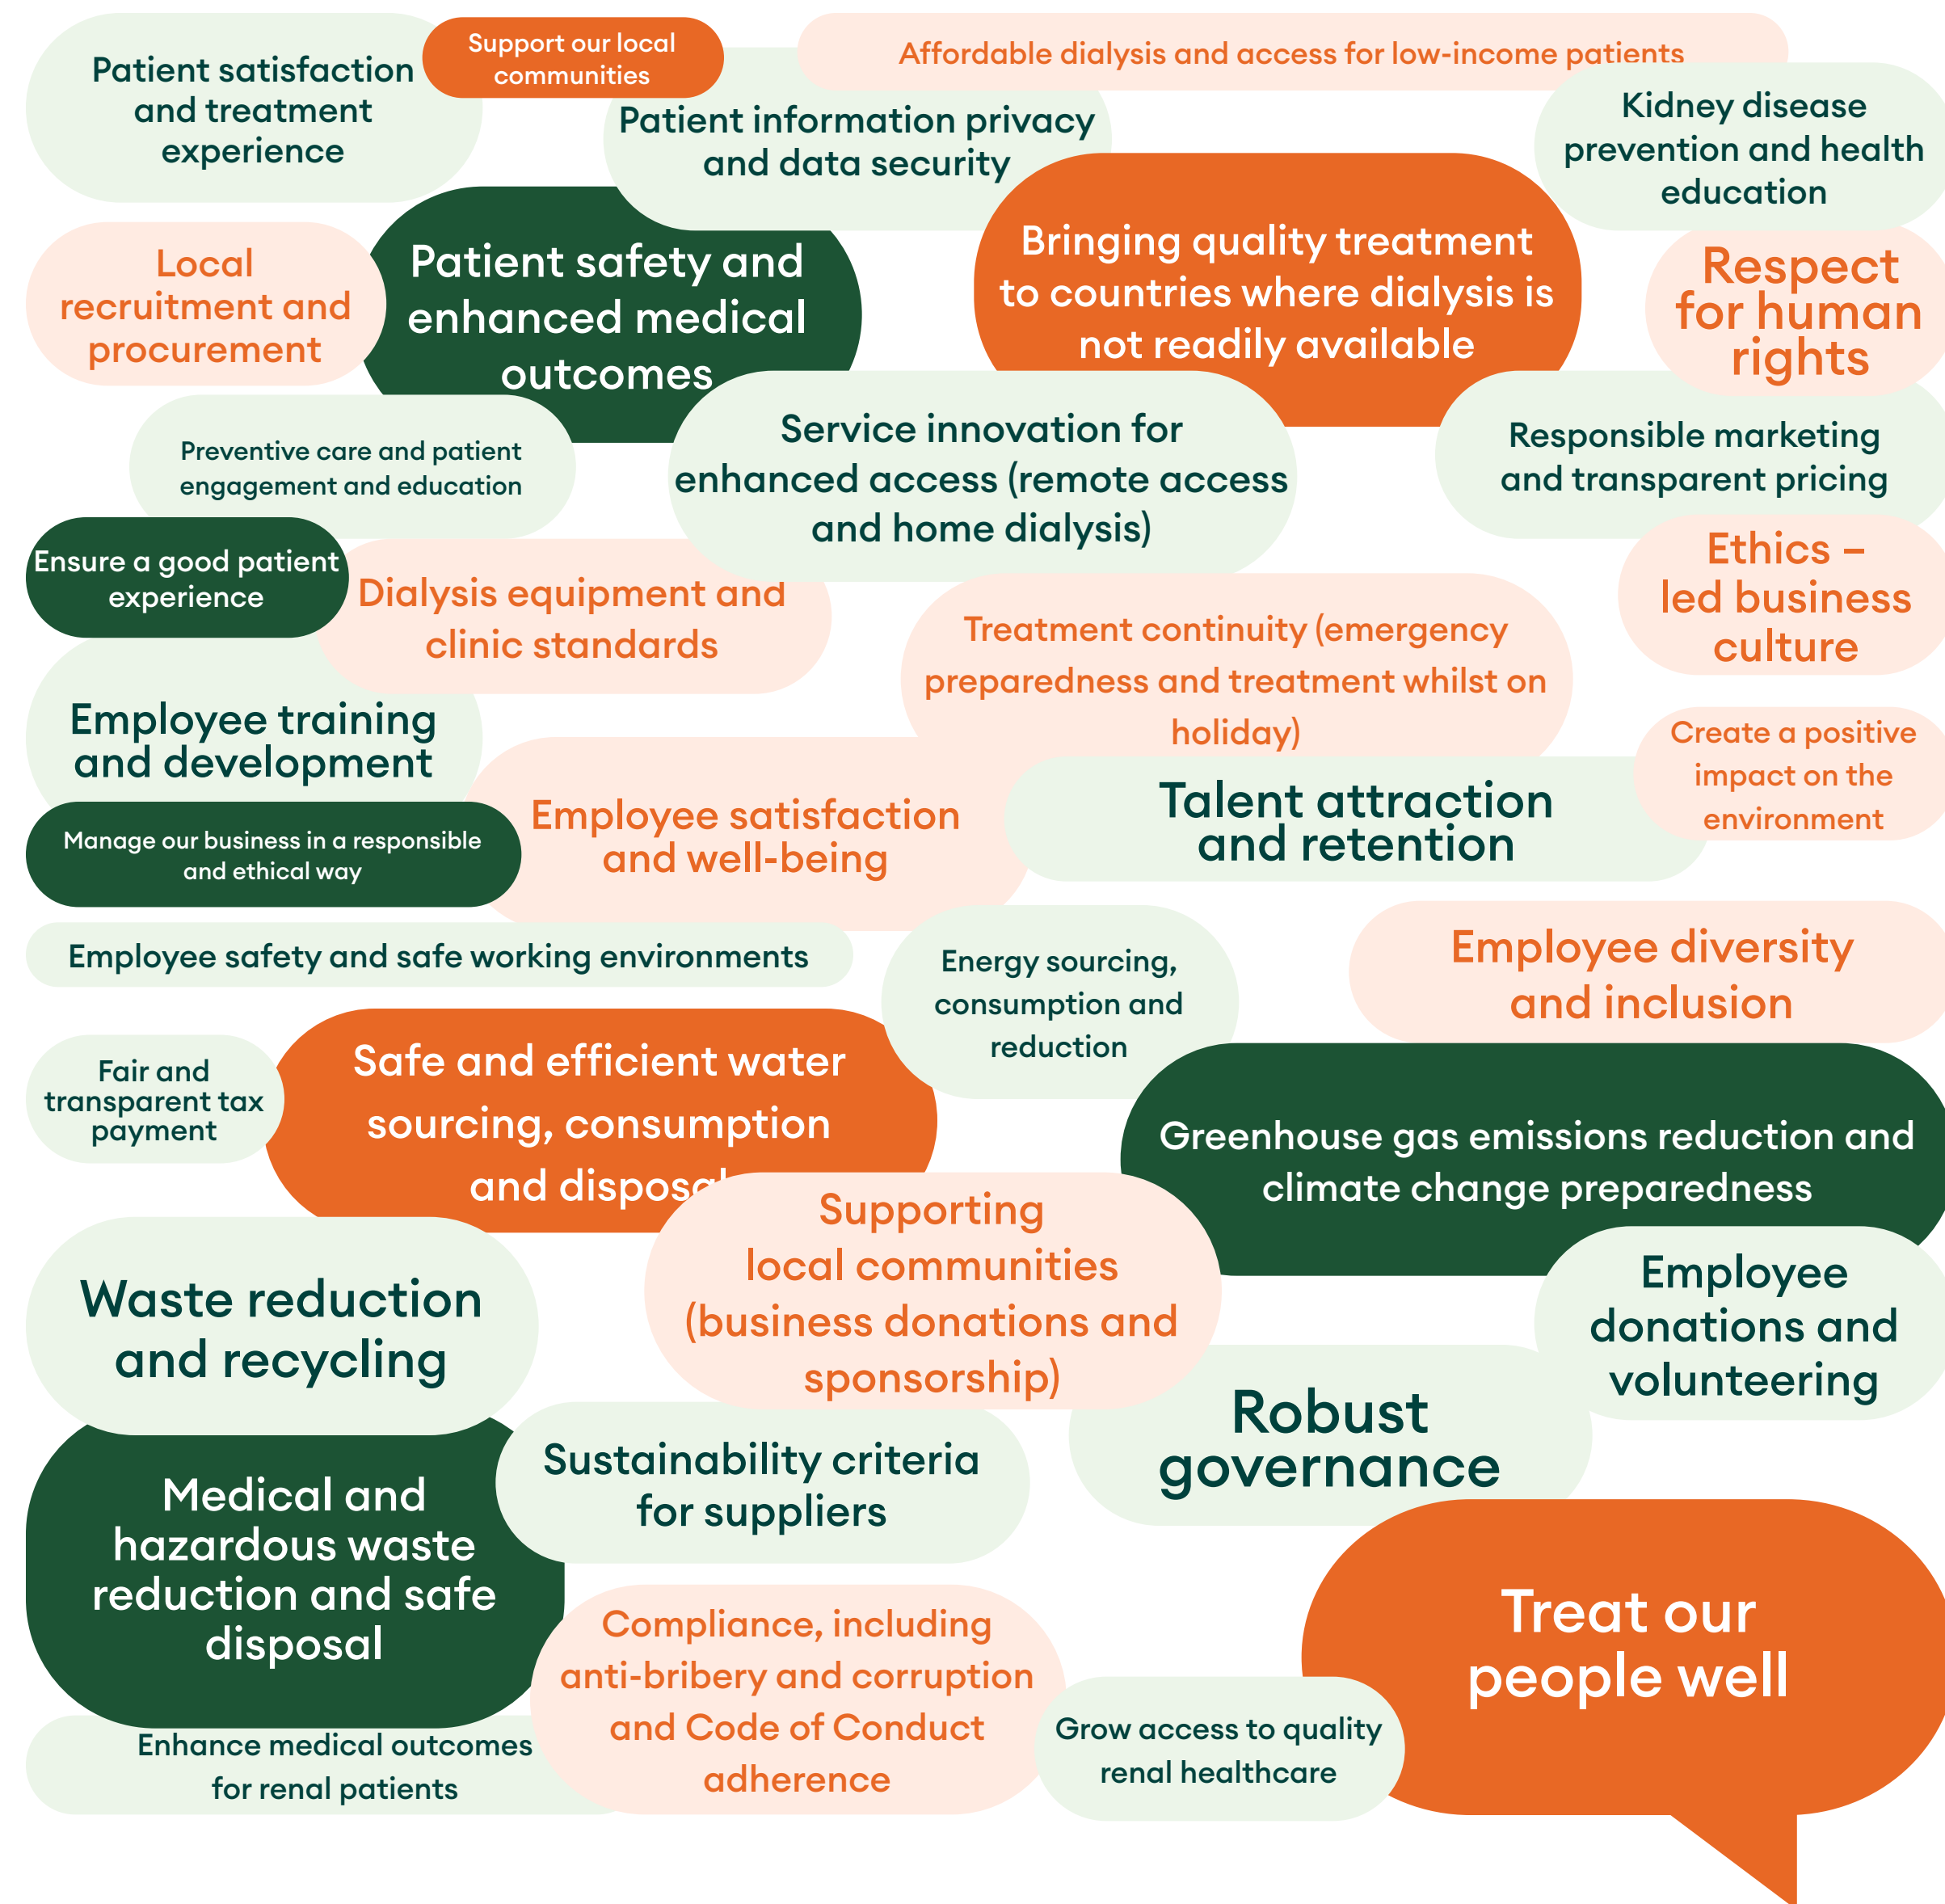 Patient satisfaction
and treatment
experience
Support our local
communities
Affordable dialysis and access for low-income patients
Patient information privacy
and data security
Kidney disease
prevention and health
education
Local
recruitment and
procurement
Patient safety and
enhanced medical
outcomes
Bringing quality treatment
to countries where dialysis is
not readily available
Respect
for human
rights
Preventive care and patient
engagement and education
Service innovation for
enhanced access (remote access
and home dialysis)
Responsible marketing
and transparent pricing
Ensure a good patient
experience
Dialysis equipment and
clinic standards
Treatment continuity (emergency
preparedness and treatment whilst on
holiday)
Ethics –
led business
culture
Employee training
and development
Create a positive
impact on the
environment
Manage our business in a responsible
and ethical way
Employee satisfaction
and well-being
Talent attraction
and retention
Employee safety and safe working environments
Energy sourcing,
consumption and
reduction
Employee diversity
and inclusion
Fair and
transparent tax
payment
Safe and efficient water
sourcing, consumption
and disposal
Greenhouse gas emissions reduction and
climate change preparedness
Supporting
local communities
(business donations and
sponsorship)
Employee
donations and
volunteering
Waste reduction
and recycling
Robust
governance
Sustainability criteria
for suppliers
Medical and
hazardous waste
reduction and safe
disposal
Treat our
people well
Compliance, including
anti-bribery and corruption
and Code of Conduct
adherence
Grow access to quality
renal healthcare
Enhance medical outcomes
for renal patients